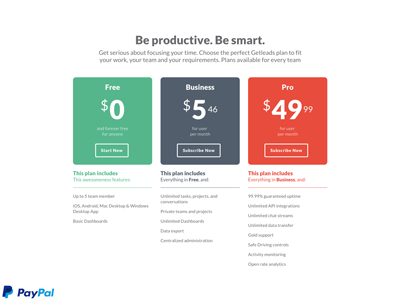 Be productive. Be smart.
Get serious about focusing your time. Choose the perfect Getleads plan to fit
your work, your team and your requirements. Plans available for every team
Free
$0
and forever free
for anyone
Start Now
This plan includes
This awesomeness features:
Up to 5 team member
iOS, Android, Mac Desktop & Windows
Desktop App
Basic Dashboards
Business
$5.46
for user
per month
Subscribe Now
This plan includes
Everything in Free, and:
Unlimited tasks, projects, and
conversations
Private teams and projects
Unlimited Dashboards
Data export
Centralized administration
Pro
$49.99
for user
per month
Subscribe Now
This plan includes
Everything in Business, and:
99.99% guaranteed uptime
Unlimited API integrations
Unlimited chat streams
Unlimited data transfer
Gold support
Safe Driving controls
Activity monitoring
Open rate analytics
PayPal